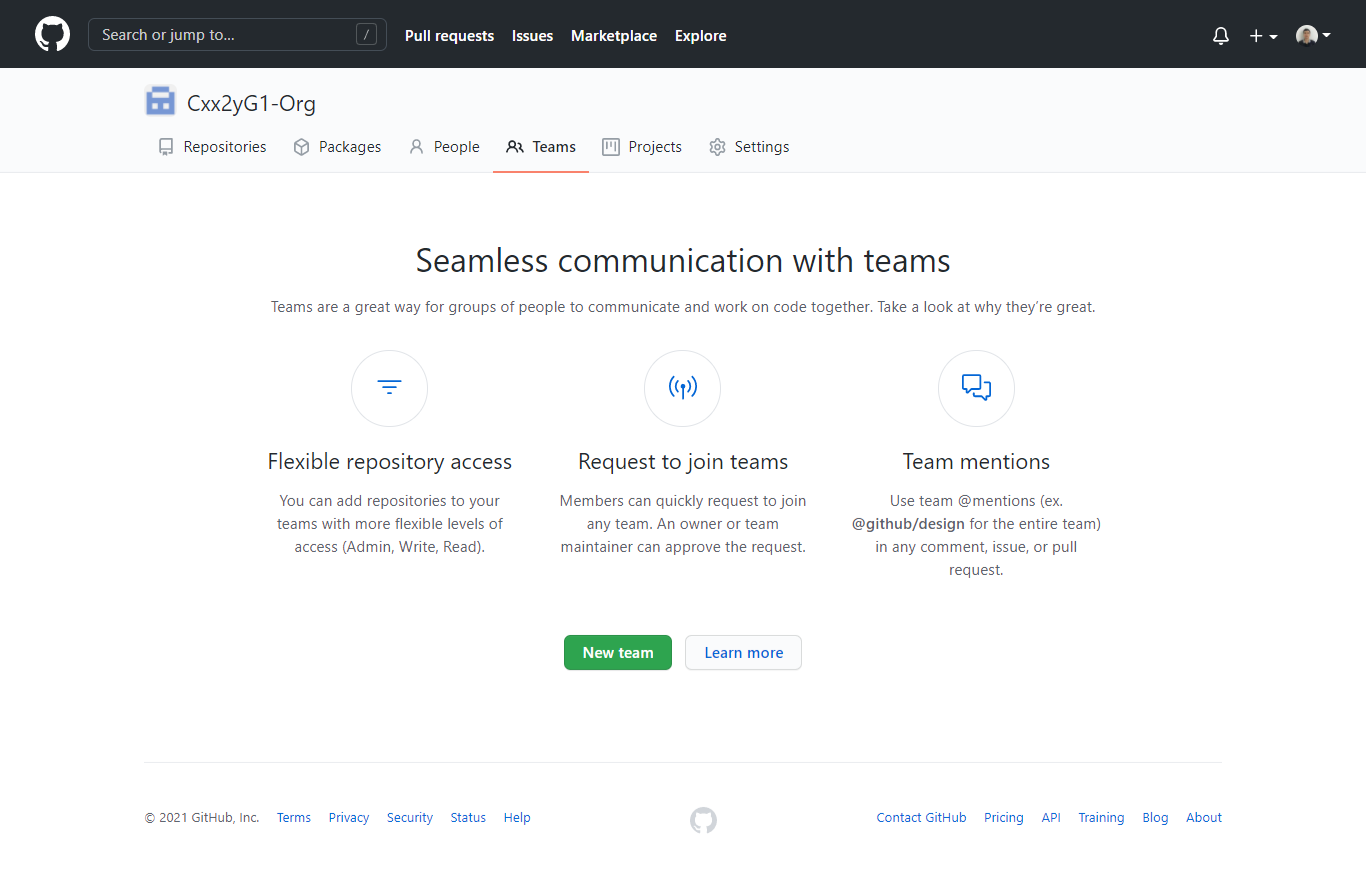 Search or jump to...
/
Pull requests
Issues
Marketplace
Explore
Cxx2yG1-Org
Repositories
Packages
People
Teams
Projects
Settings
Seamless communication with teams
Teams are a great way for groups of people to communicate and work on code together. Take a look at why they’re great.
Flexible repository access
You can add repositories to your
teams with more flexible levels of
access (Admin, Write, Read).
Request to join teams
Members can quickly request to join
any team. An owner or team
maintainer can approve the request.
Team mentions
Use team @mentions (ex.
@github/design for the entire team)
in any comment, issue, or pull
request.
New team
Learn more
© 2021 GitHub, Inc.
Terms
Privacy
Security
Status
Help
Contact GitHub
Pricing
API
Training
Blog
About